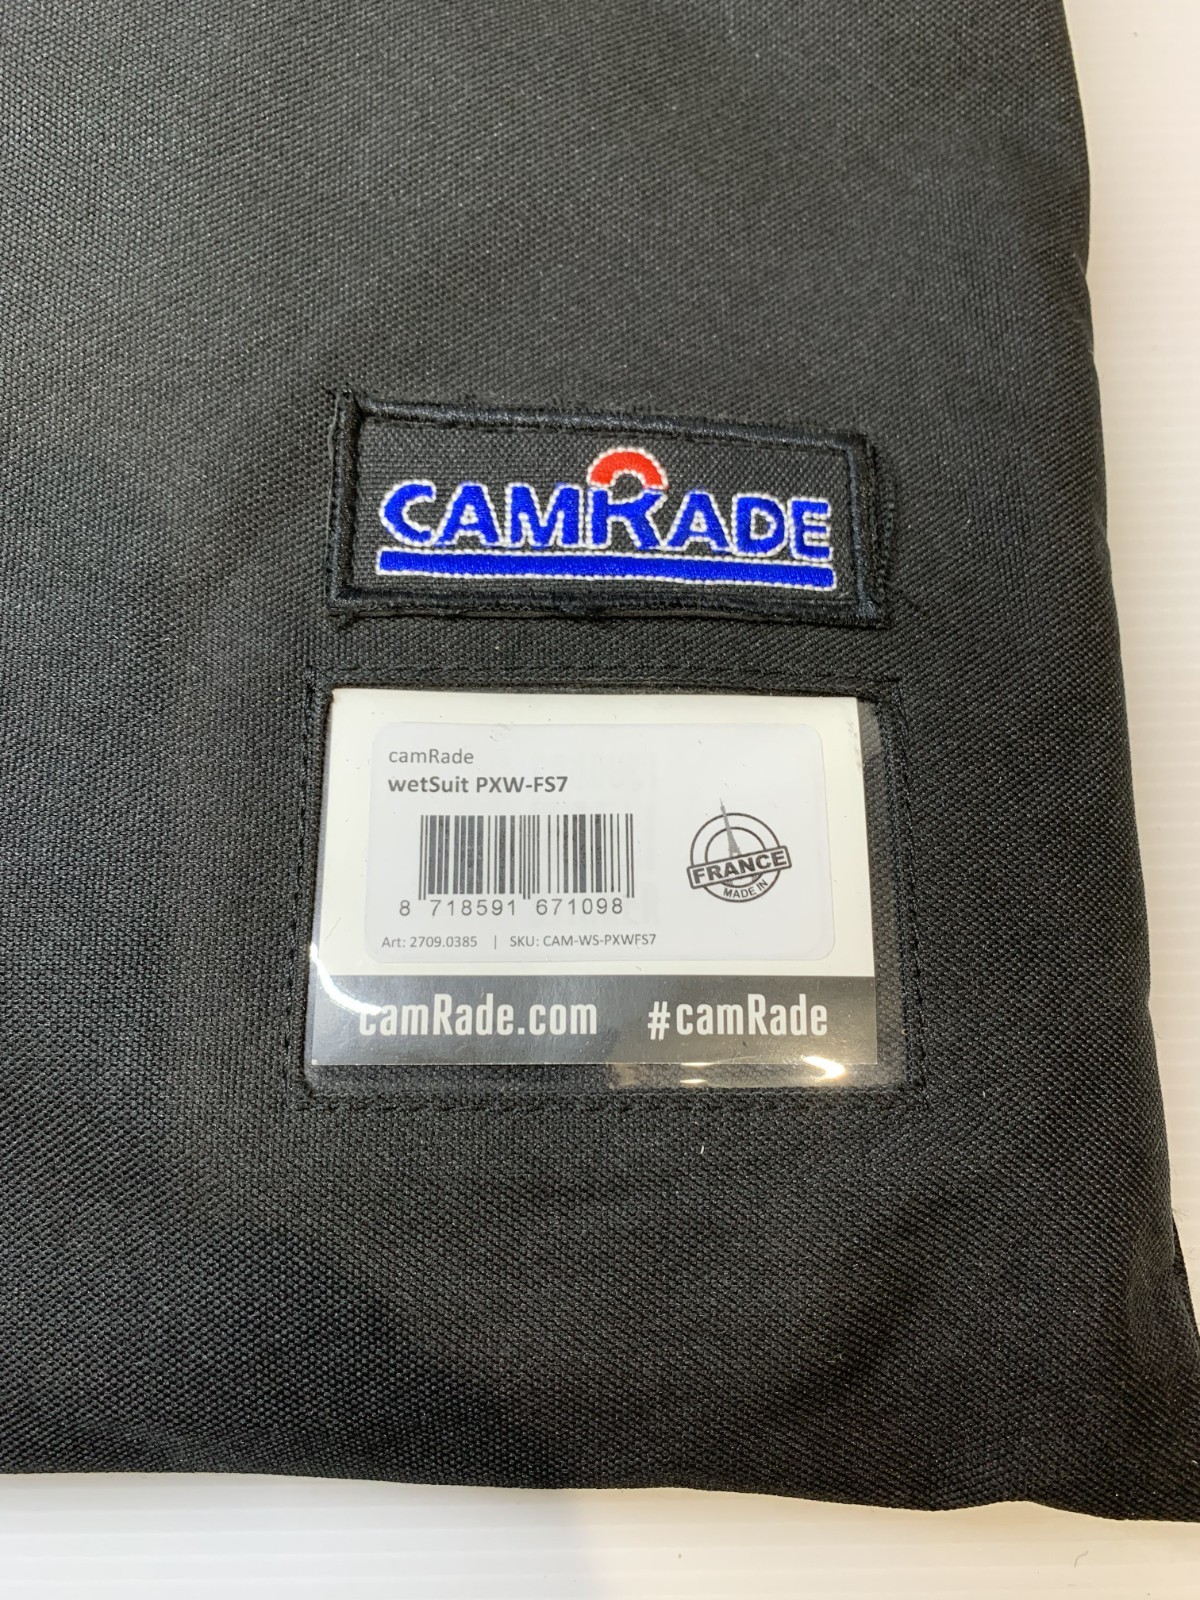 CAMRADE
camRade
wetSuit PXW-FS7
8 718591 671098
FRANCE
MADE IN
Art: 2709.0385 | SKU: CAM-WS-PXWFS7
camRade.com #camRade